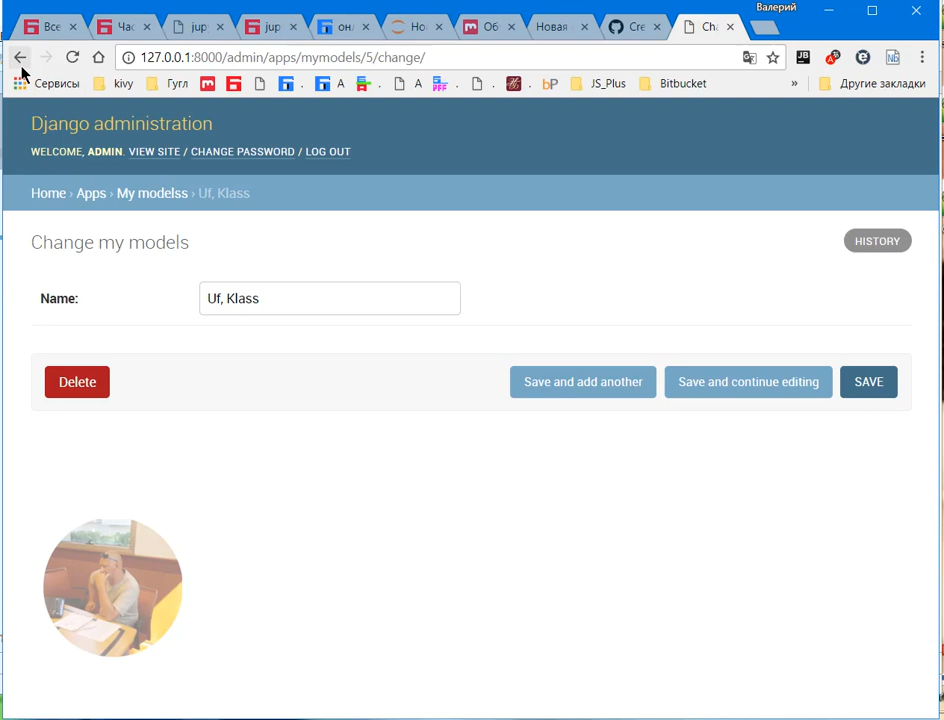 Валерий
Все
Час
jup
jup
онл
Но
Об
Новая
Cre
Cha
127.0.0.1:8000/admin/apps/mymodels/5/change/
Сервисы
kivy
Гугл
.
A
.
A
.
.
bP
JS_Plus
Bitbucket
»
Другие закладки
Django administration
WELCOME, ADMIN. VIEW SITE / CHANGE PASSWORD / LOG OUT
Home › Apps › My modelss › Uf, Klass
Change my models
HISTORY
Name:
Uf, Klass
Delete
Save and add another
Save and continue editing
SAVE